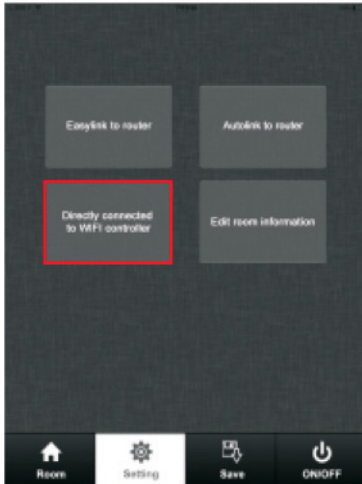 Easylink to router
Autolink to router
Directly connected
to WIFI controller
Edit room information
Room
Setting
Save
ON/OFF